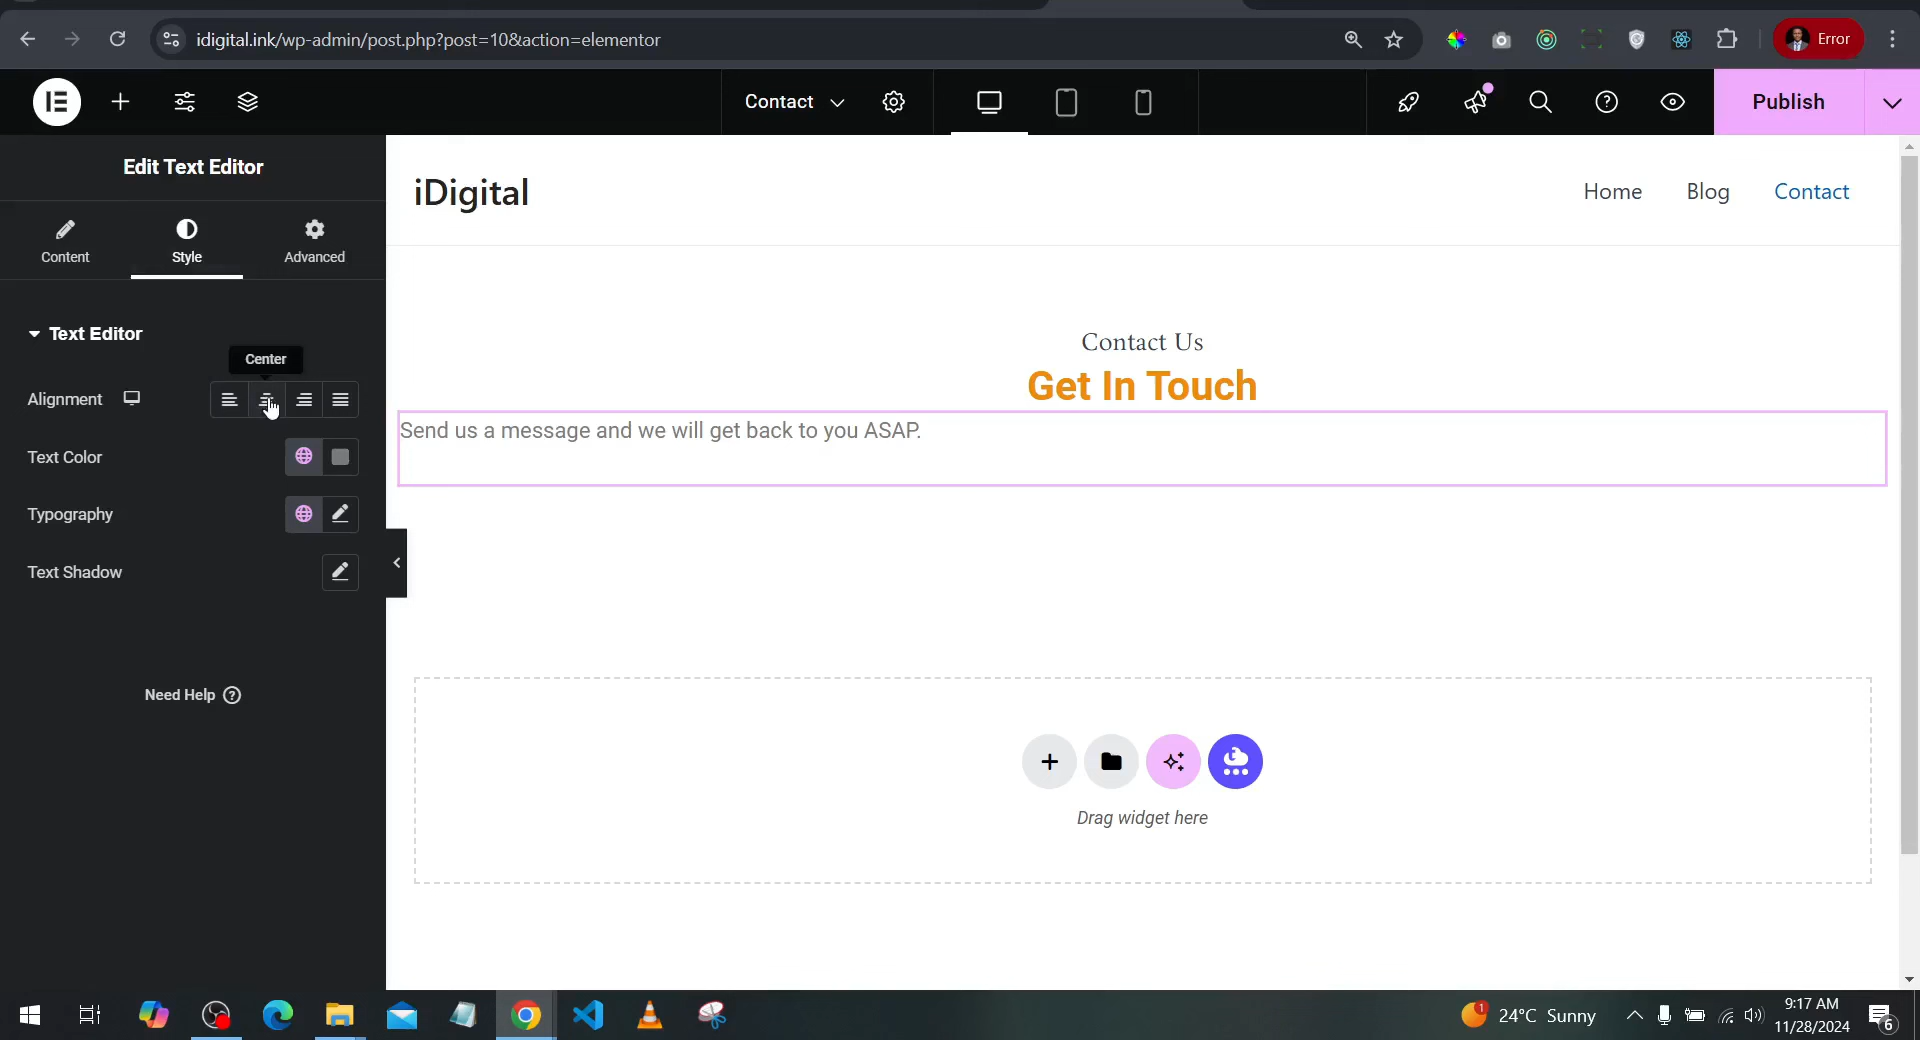 idigital.ink/wp-admin/post.php?post=10&action=elementor
Error
Contact
Publish
Edit Text Editor
Content
Style
Advanced
Text Editor
Center
Alignment
Text Color
Typography
Text Shadow
Need Help
iDigital
Home
Blog
Contact
Contact Us
Get In Touch
Send us a message and we will get back to you ASAP.
Drag widget here
1
24°C Sunny
9:17 AM
11/28/2024
6